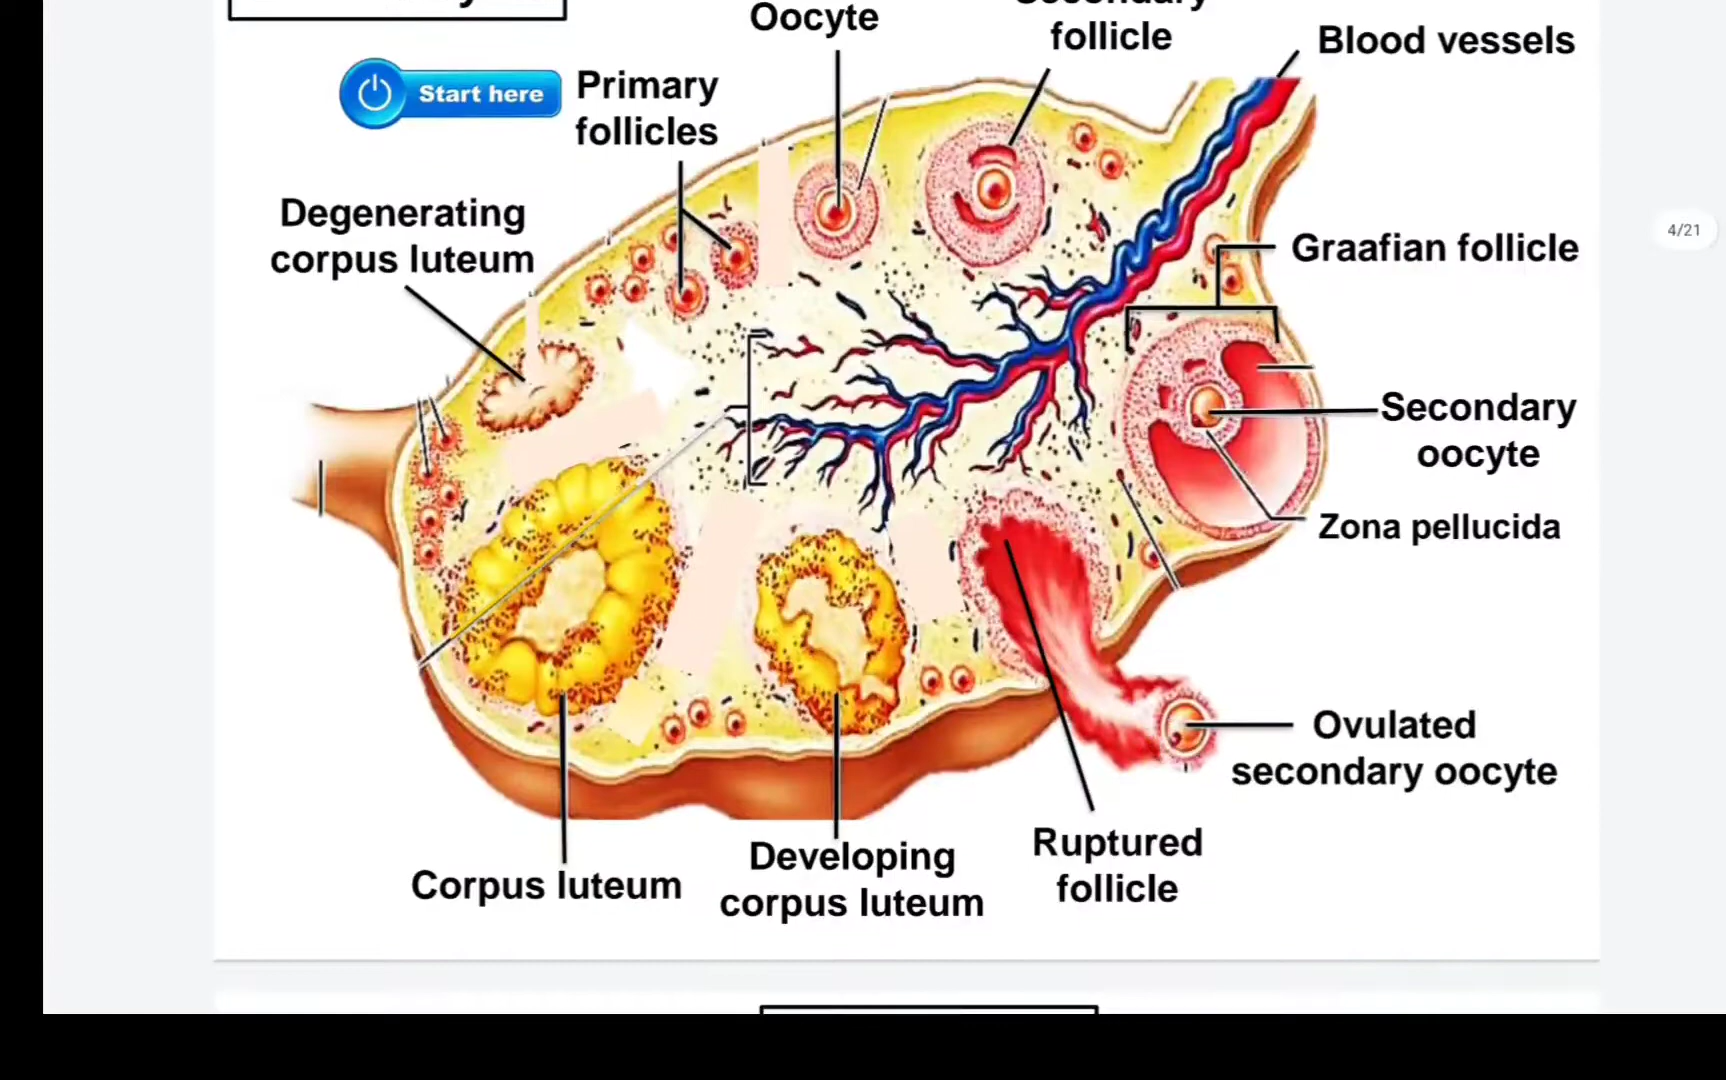 Oocyte
follicle
Blood vessels
Start here
Primary
follicles
4/21
Degenerating
corpus luteum
Graafian follicle
Secondary
oocyte
Zona pellucida
Ovulated
secondary oocyte
Ruptured
follicle
Developing
corpus luteum
Corpus luteum